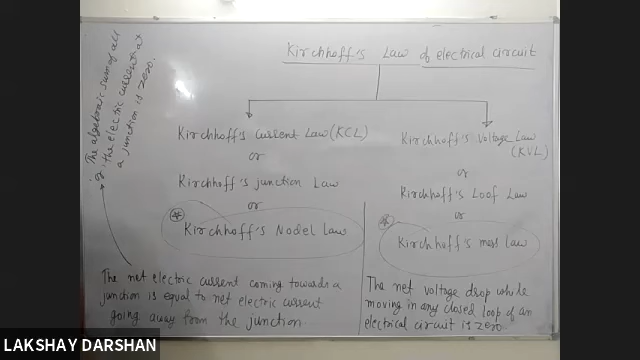 Kirchhoff's Law of electrical circuit
Kirchhoff's Current Law (KCL)
or
Kirchhoff's junction Law
or
Kirchhoff's Nodel law
The net electric current coming towards a
junction is equal to net electric current
going away from the junction.
or, The algebraic sum of all
the electric current at
a junction is zero.
Kirchhoff's Voltage Law
(KVL)
or
Kirchhoff's Loof Law
or
Kirchhoff's mess law
The net voltage drop while
moving in any closed loop of an
electrical circuit is zero.
LAKSHAY DARSHAN